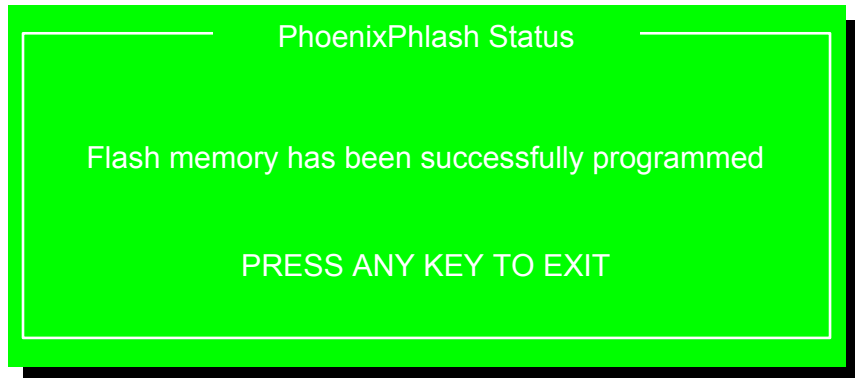 PhoenixPhlash Status
Flash memory has been successfully programmed
PRESS ANY KEY TO EXIT